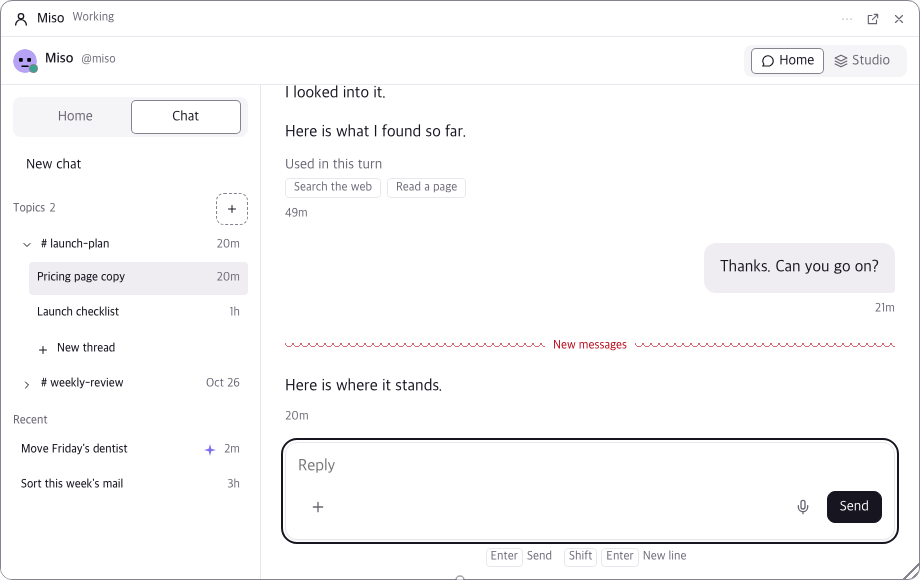 Miso Working
Miso @miso
Home Studio
Home Chat
New chat
Topics 2
# launch-plan 20m
Pricing page copy 20m
Launch checklist 1h
New thread
# weekly-review Oct 26
Recent
Move Friday's dentist 2m
Sort this week's mail 3h
I looked into it.
Here is what I found so far.
Used in this turn
Search the web Read a page
49m
Thanks. Can you go on?
21m
New messages
Here is where it stands.
20m
Reply
Send
Enter Send Shift Enter New line